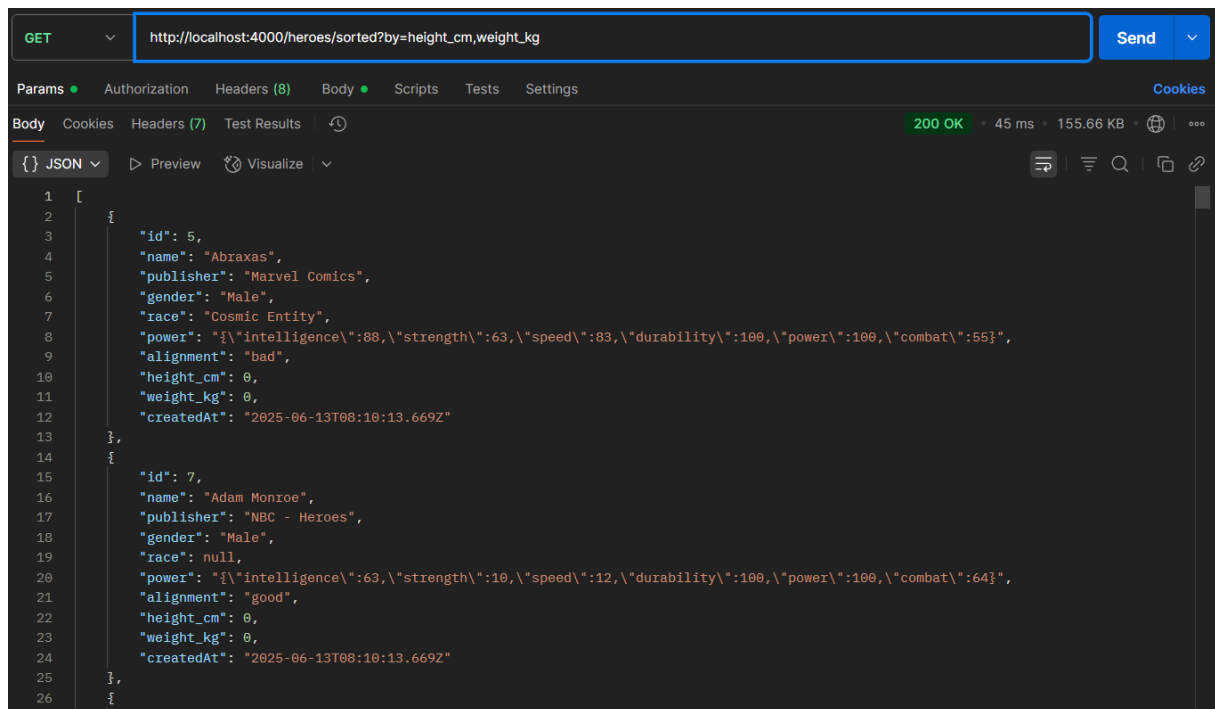 GET http://localhost:4000/heroes/sorted?by=height_cm,weight_kg Send
Params Authorization Headers (8) Body Scripts Tests Settings Cookies
Body Cookies Headers (7) Test Results 200 OK 45 ms 155.66 KB
{} JSON Preview Visualize
1 [
2 {
3 "id": 5,
4 "name": "Abraxas",
5 "publisher": "Marvel Comics",
6 "gender": "Male",
7 "race": "Cosmic Entity",
8 "power": "{\"intelligence\":88,\"strength\":63,\"speed\":83,\"durability\":100,\"power\":100,\"combat\":55}",
9 "alignment": "bad",
10 "height_cm": 0,
11 "weight_kg": 0,
12 "createdAt": "2025-06-13T08:10:13.669Z"
13 },
14 {
15 "id": 7,
16 "name": "Adam Monroe",
17 "publisher": "NBC - Heroes",
18 "gender": "Male",
19 "race": null,
20 "power": "{\"intelligence\":63,\"strength\":10,\"speed\":12,\"durability\":100,\"power\":100,\"combat\":64}",
21 "alignment": "good",
22 "height_cm": 0,
23 "weight_kg": 0,
24 "createdAt": "2025-06-13T08:10:13.669Z"
25 },
26 {